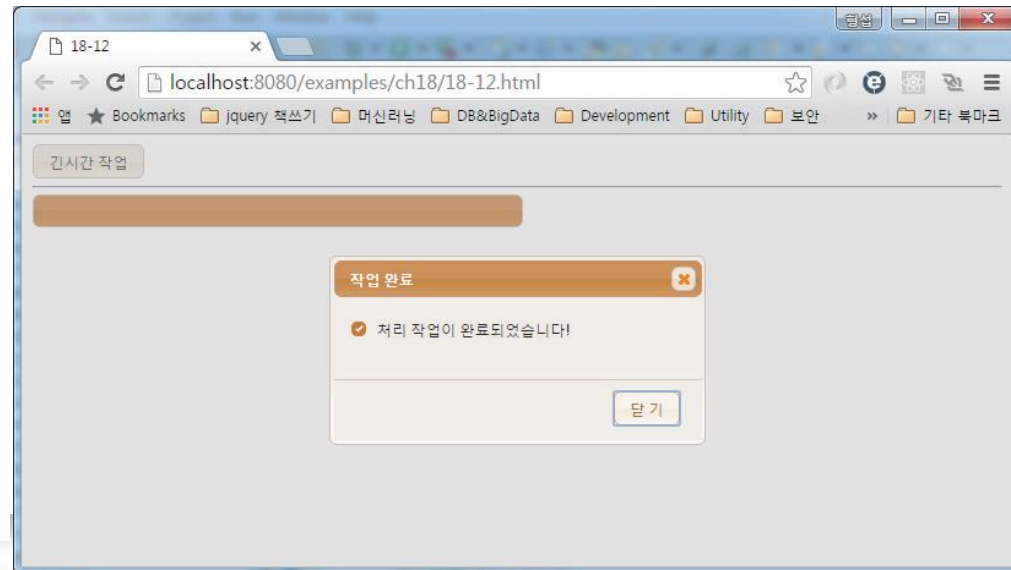 형섭
18-12
localhost:8080/examples/ch18/18-12.html
앱 Bookmarks jquery 책쓰기 머신러닝 DB&BigData Development Utility 보안 » 기타 북마크
긴시간 작업
작업 완료
처리 작업이 완료되었습니다!
닫 기